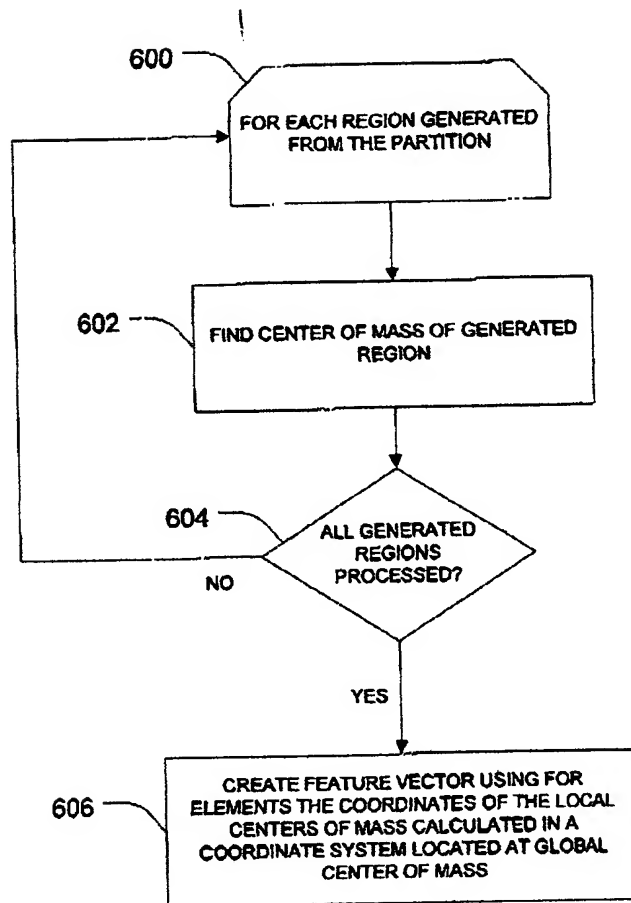 600
FOR EACH REGION GENERATED
FROM THE PARTITION
602
FIND CENTER OF MASS OF GENERATED
REGION
604
ALL GENERATED
REGIONS
PROCESSED?
NO
YES
606
CREATE FEATURE VECTOR USING FOR
ELEMENTS THE COORDINATES OF THE LOCAL
CENTERS OF MASS CALCULATED IN A
COORDINATE SYSTEM LOCATED AT GLOBAL
CENTER OF MASS